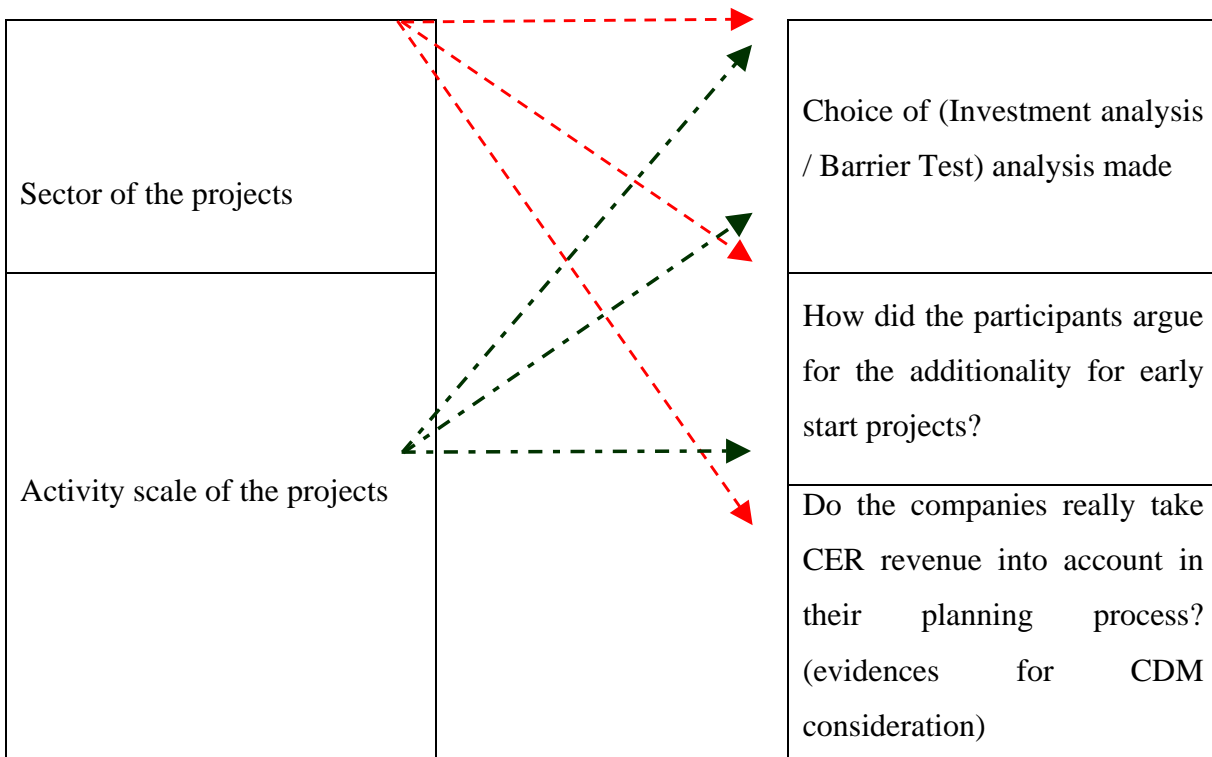 Sector of the projects
Activity scale of the projects
Choice of (Investment analysis
/ Barrier Test) analysis made
How did the participants argue
for the additionality for early
start projects?
Do the companies really take
CER revenue into account in
their planning process?
(evidences for CDM
consideration)